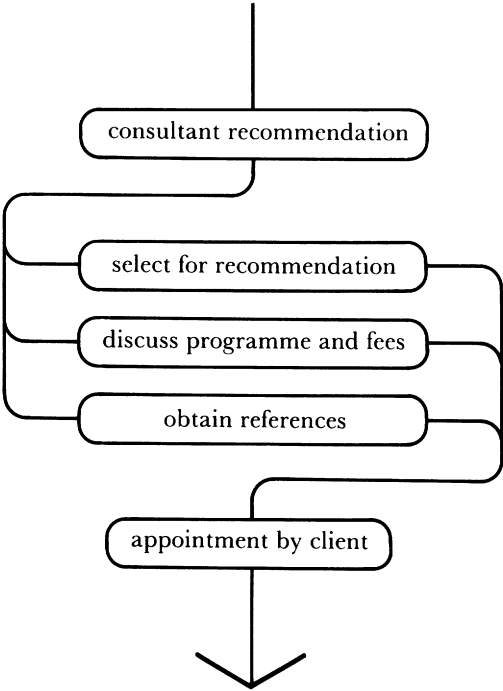 consultant recommendation
select for recommendation
discuss programme and fees
obtain references
appointment by client